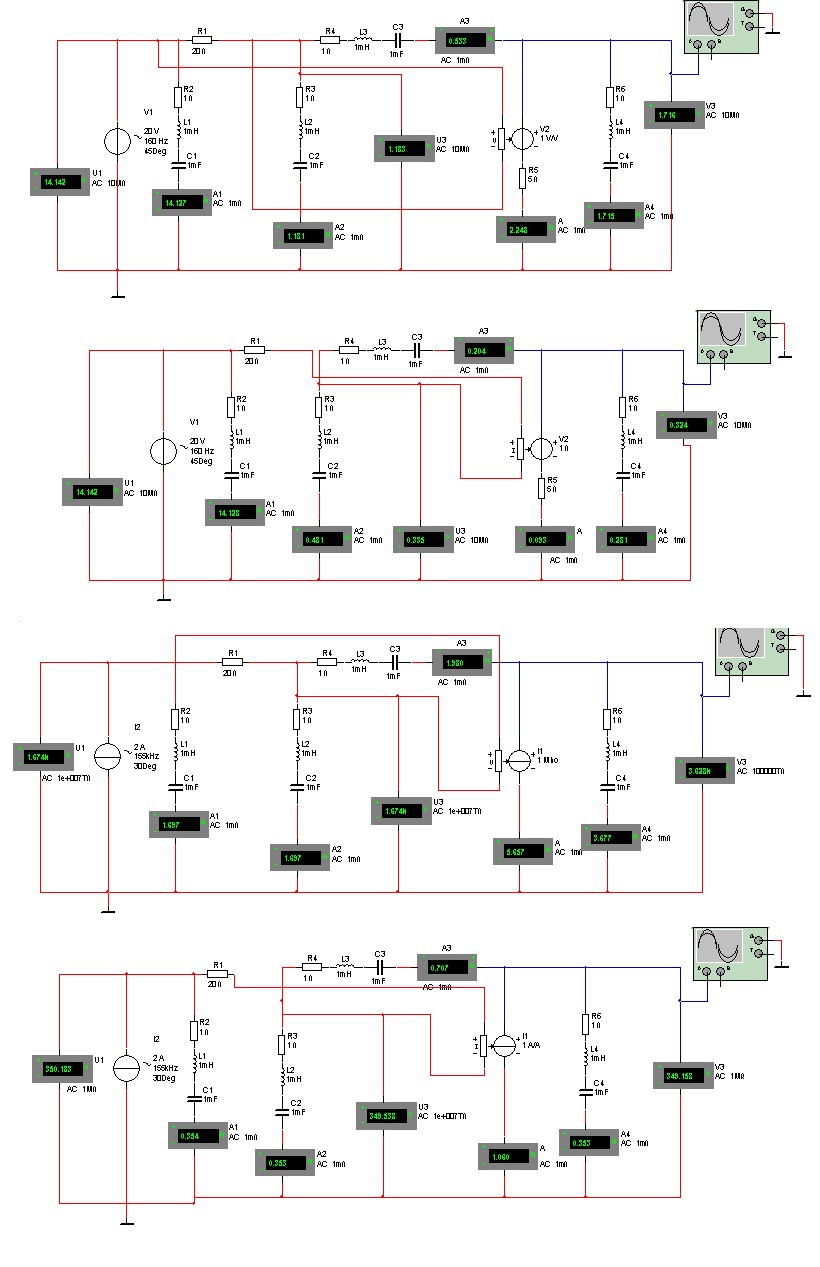 R1
20Ω
R4
1Ω
L3
1mH
C3
1mF
A3
0.533
AC 1mΩ
V1
20 V
160 Hz
45Deg
U1
AC 10MΩ
14.142
R2
1Ω
L1
1mH
C1
1mF
A1
AC 1mΩ
14.127
R3
1Ω
L2
1mH
C2
1mF
A2
AC 1mΩ
1.181
U3
AC 10MΩ
1.183
V2
1 V/V
R5
5Ω
A
AC 1mΩ
2.248
R6
1Ω
L4
1mH
C4
1mF
A4
AC 1mΩ
1.715
V3
AC 10MΩ
1.716
R1
20Ω
R4
1Ω
L3
1mH
C3
1mF
A3
0.204
AC 1mΩ
V1
20 V
160 Hz
45Deg
U1
AC 10MΩ
14.142
R2
1Ω
L1
1mH
C1
1mF
A1
AC 1mΩ
14.128
R3
1Ω
L2
1mH
C2
1mF
A2
AC 1mΩ
0.481
U3
AC 10MΩ
0.335
V2
1Ω
R5
5Ω
A
AC 1mΩ
0.093
R6
1Ω
L4
1mH
C4
1mF
A4
AC 1mΩ
0.281
V3
AC 10MΩ
0.324
R1
20Ω
R4
1Ω
L3
1mH
C3
1mF
A3
1.980
AC 1mΩ
I2
2 A
155kHz
30Deg
U1
1.674k
AC 1e+007TΩ
R2
1Ω
L1
1mH
C1
1mF
A1
AC 1mΩ
1.697
R3
1Ω
L2
1mH
C2
1mF
A2
AC 1mΩ
1.697
U3
1.674k
AC 1e+007TΩ
I1
1 Mho
A
AC 1mΩ
5.657
R6
1Ω
L4
1mH
C4
1mF
A4
AC 1mΩ
3.677
V3
AC 100000TΩ
3.628k
R1
20Ω
R4
1Ω
L3
1mH
C3
1mF
A3
0.707
AC 1mΩ
I2
2 A
155kHz
30Deg
U1
350.183
AC 1MΩ
R2
1Ω
L1
1mH
C1
1mF
A1
AC 1mΩ
0.354
R3
1Ω
L2
1mH
C2
1mF
A2
AC 1mΩ
0.353
U3
AC 1e+007TΩ
349.538
I1
1 A/A
A
AC 1mΩ
1.060
R6
1Ω
L4
1mH
C4
1mF
A4
AC 1mΩ
0.353
V3
AC 1MΩ
349.158